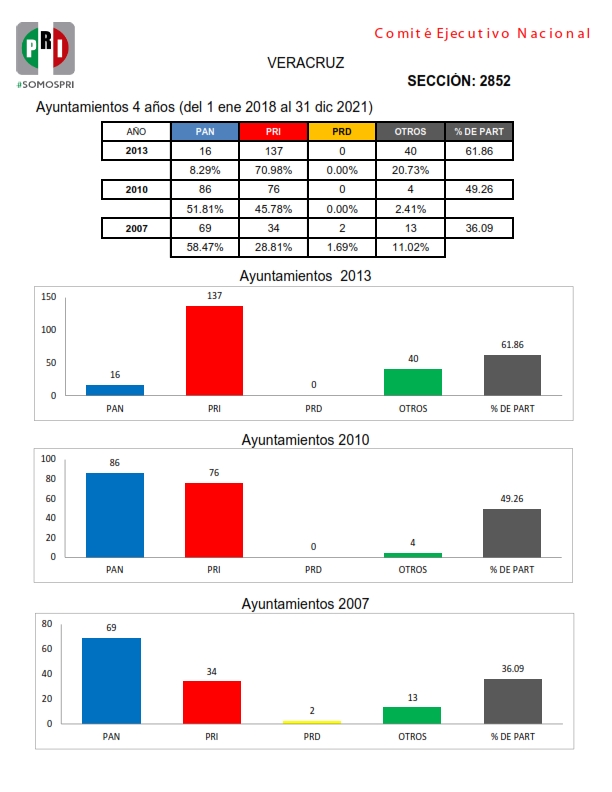 Comité Ejecutivo Nacional
PRI
#SOMOSPRI
VERACRUZ
SECCIÓN: 2852
Ayuntamientos 4 años (del 1 ene 2018 al 31 dic 2021)
AÑO PAN PRI PRD OTROS % DE PART
2013 16 137 0 40 61.86
8.29% 70.98% 0.00% 20.73%
2010 86 76 0 4 49.26
51.81% 45.78% 0.00% 2.41%
2007 69 34 2 13 36.09
58.47% 28.81% 1.69% 11.02%
Ayuntamientos 2013
150
100
50
0
16 137 0 40 61.86
PAN PRI PRD OTROS % DE PART
Ayuntamientos 2010
100
80
60
40
20
0
86 76 0 4 49.26
PAN PRI PRD OTROS % DE PART
Ayuntamientos 2007
80
60
40
20
0
69 34 2 13 36.09
PAN PRI PRD OTROS % DE PART